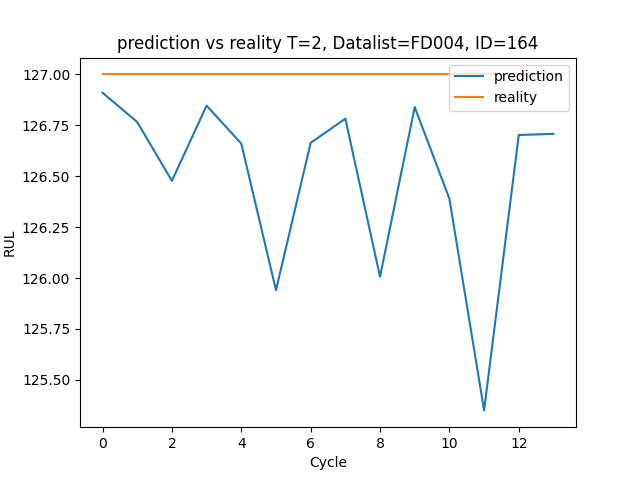 prediction vs reality T=2, Datalist=FD004, ID=164
127.00
126.75
126.50
126.25
126.00
125.75
125.50
RUL
prediction
reality
0 2 4 6 8 10 12
Cycle